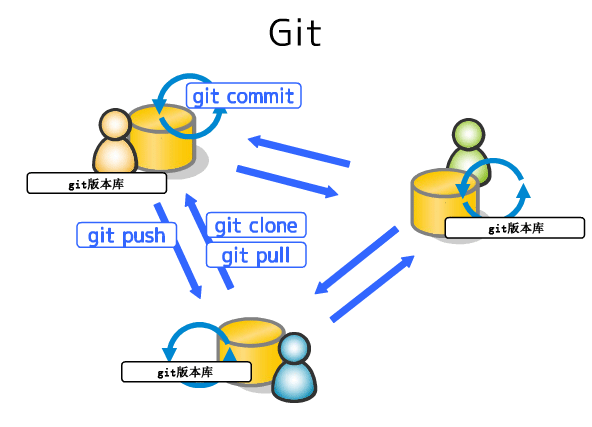 Git
git commit
git版本库
git版本库
git push
git clone
git pull
git版本库